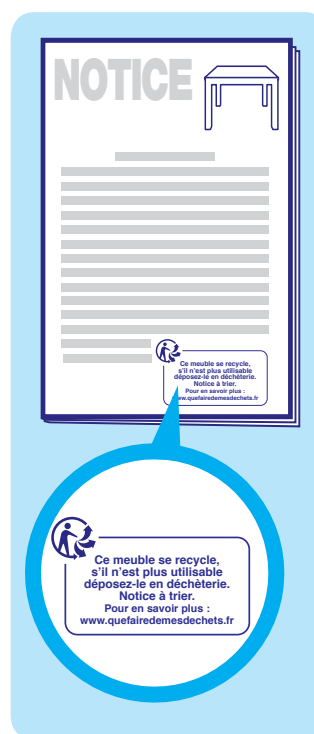 NOTICE
Ce meuble se recycle,
s'il n'est plus utilisable
déposez-le en déchèterie.
Notice à trier.
Pour en savoir plus :
www.quefairedemesdechets.fr
Ce meuble se recycle,
s'il n'est plus utilisable
déposez-le en déchèterie.
Notice à trier.
Pour en savoir plus :
www.quefairedemesdechets.fr